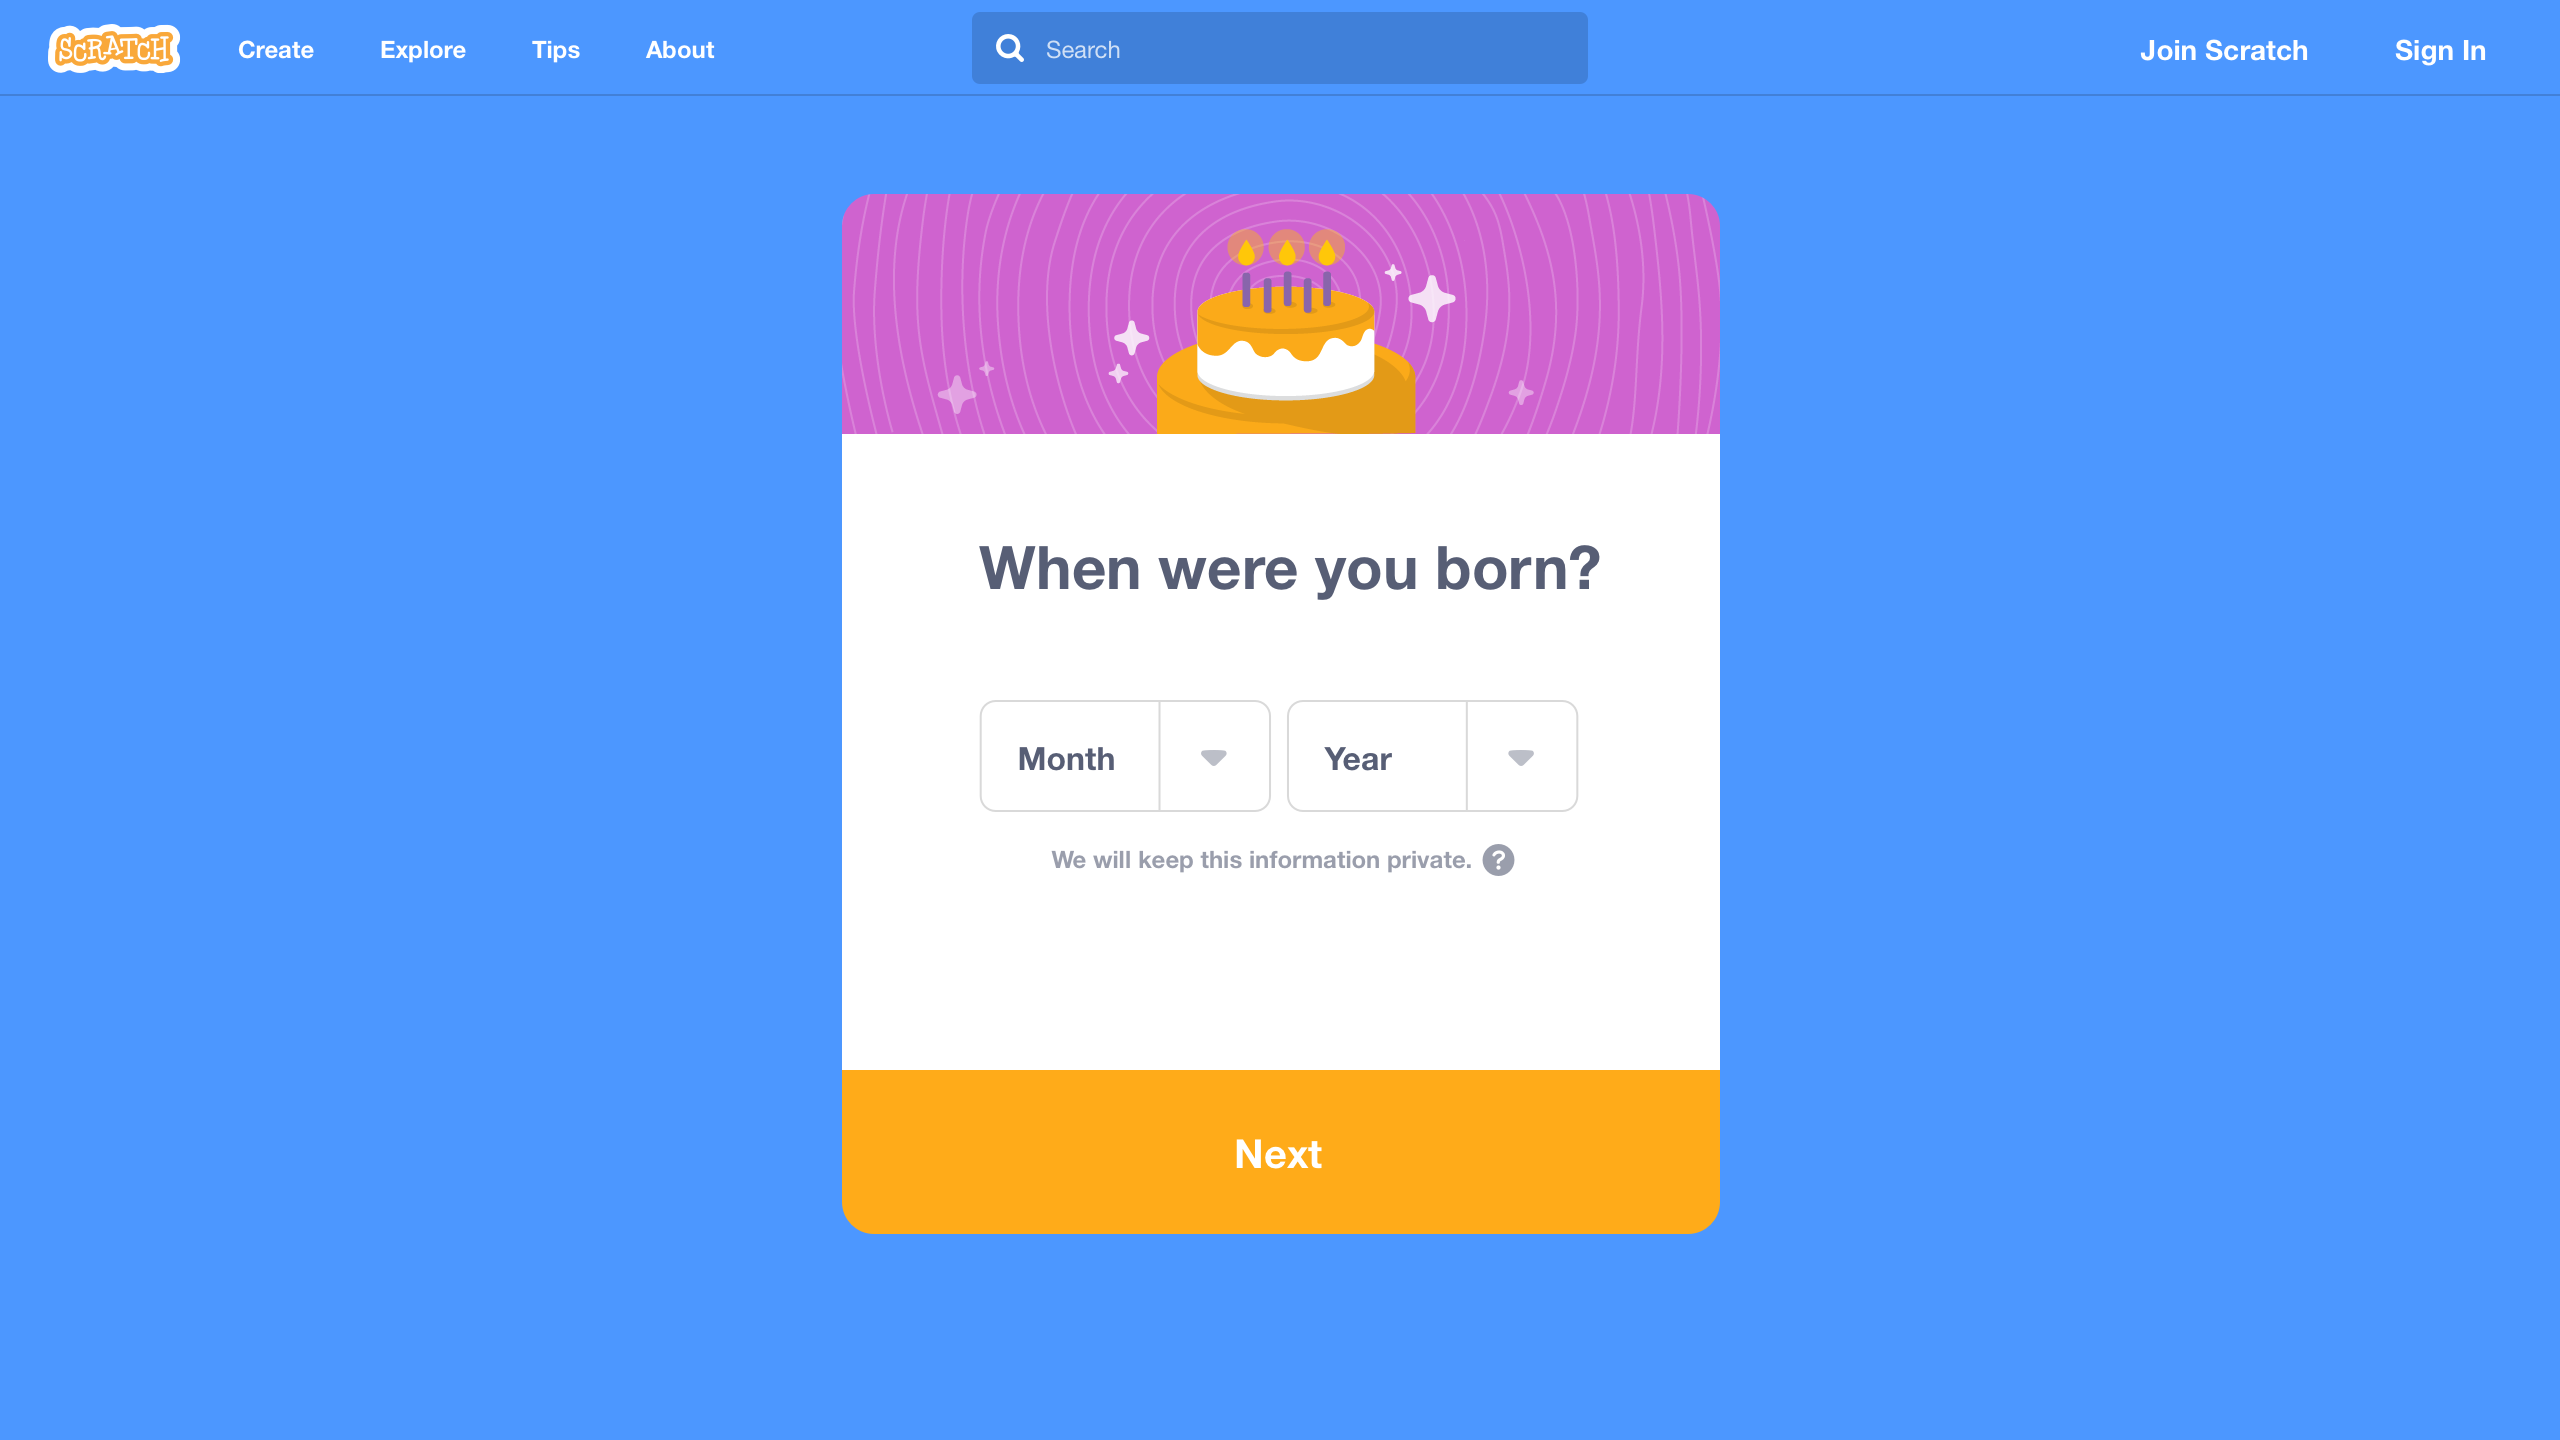 SCRATCH
Create
Explore
Tips
About
Search
Join Scratch
Sign In
When were you born?
Month
Year
We will keep this information private. ?
Next